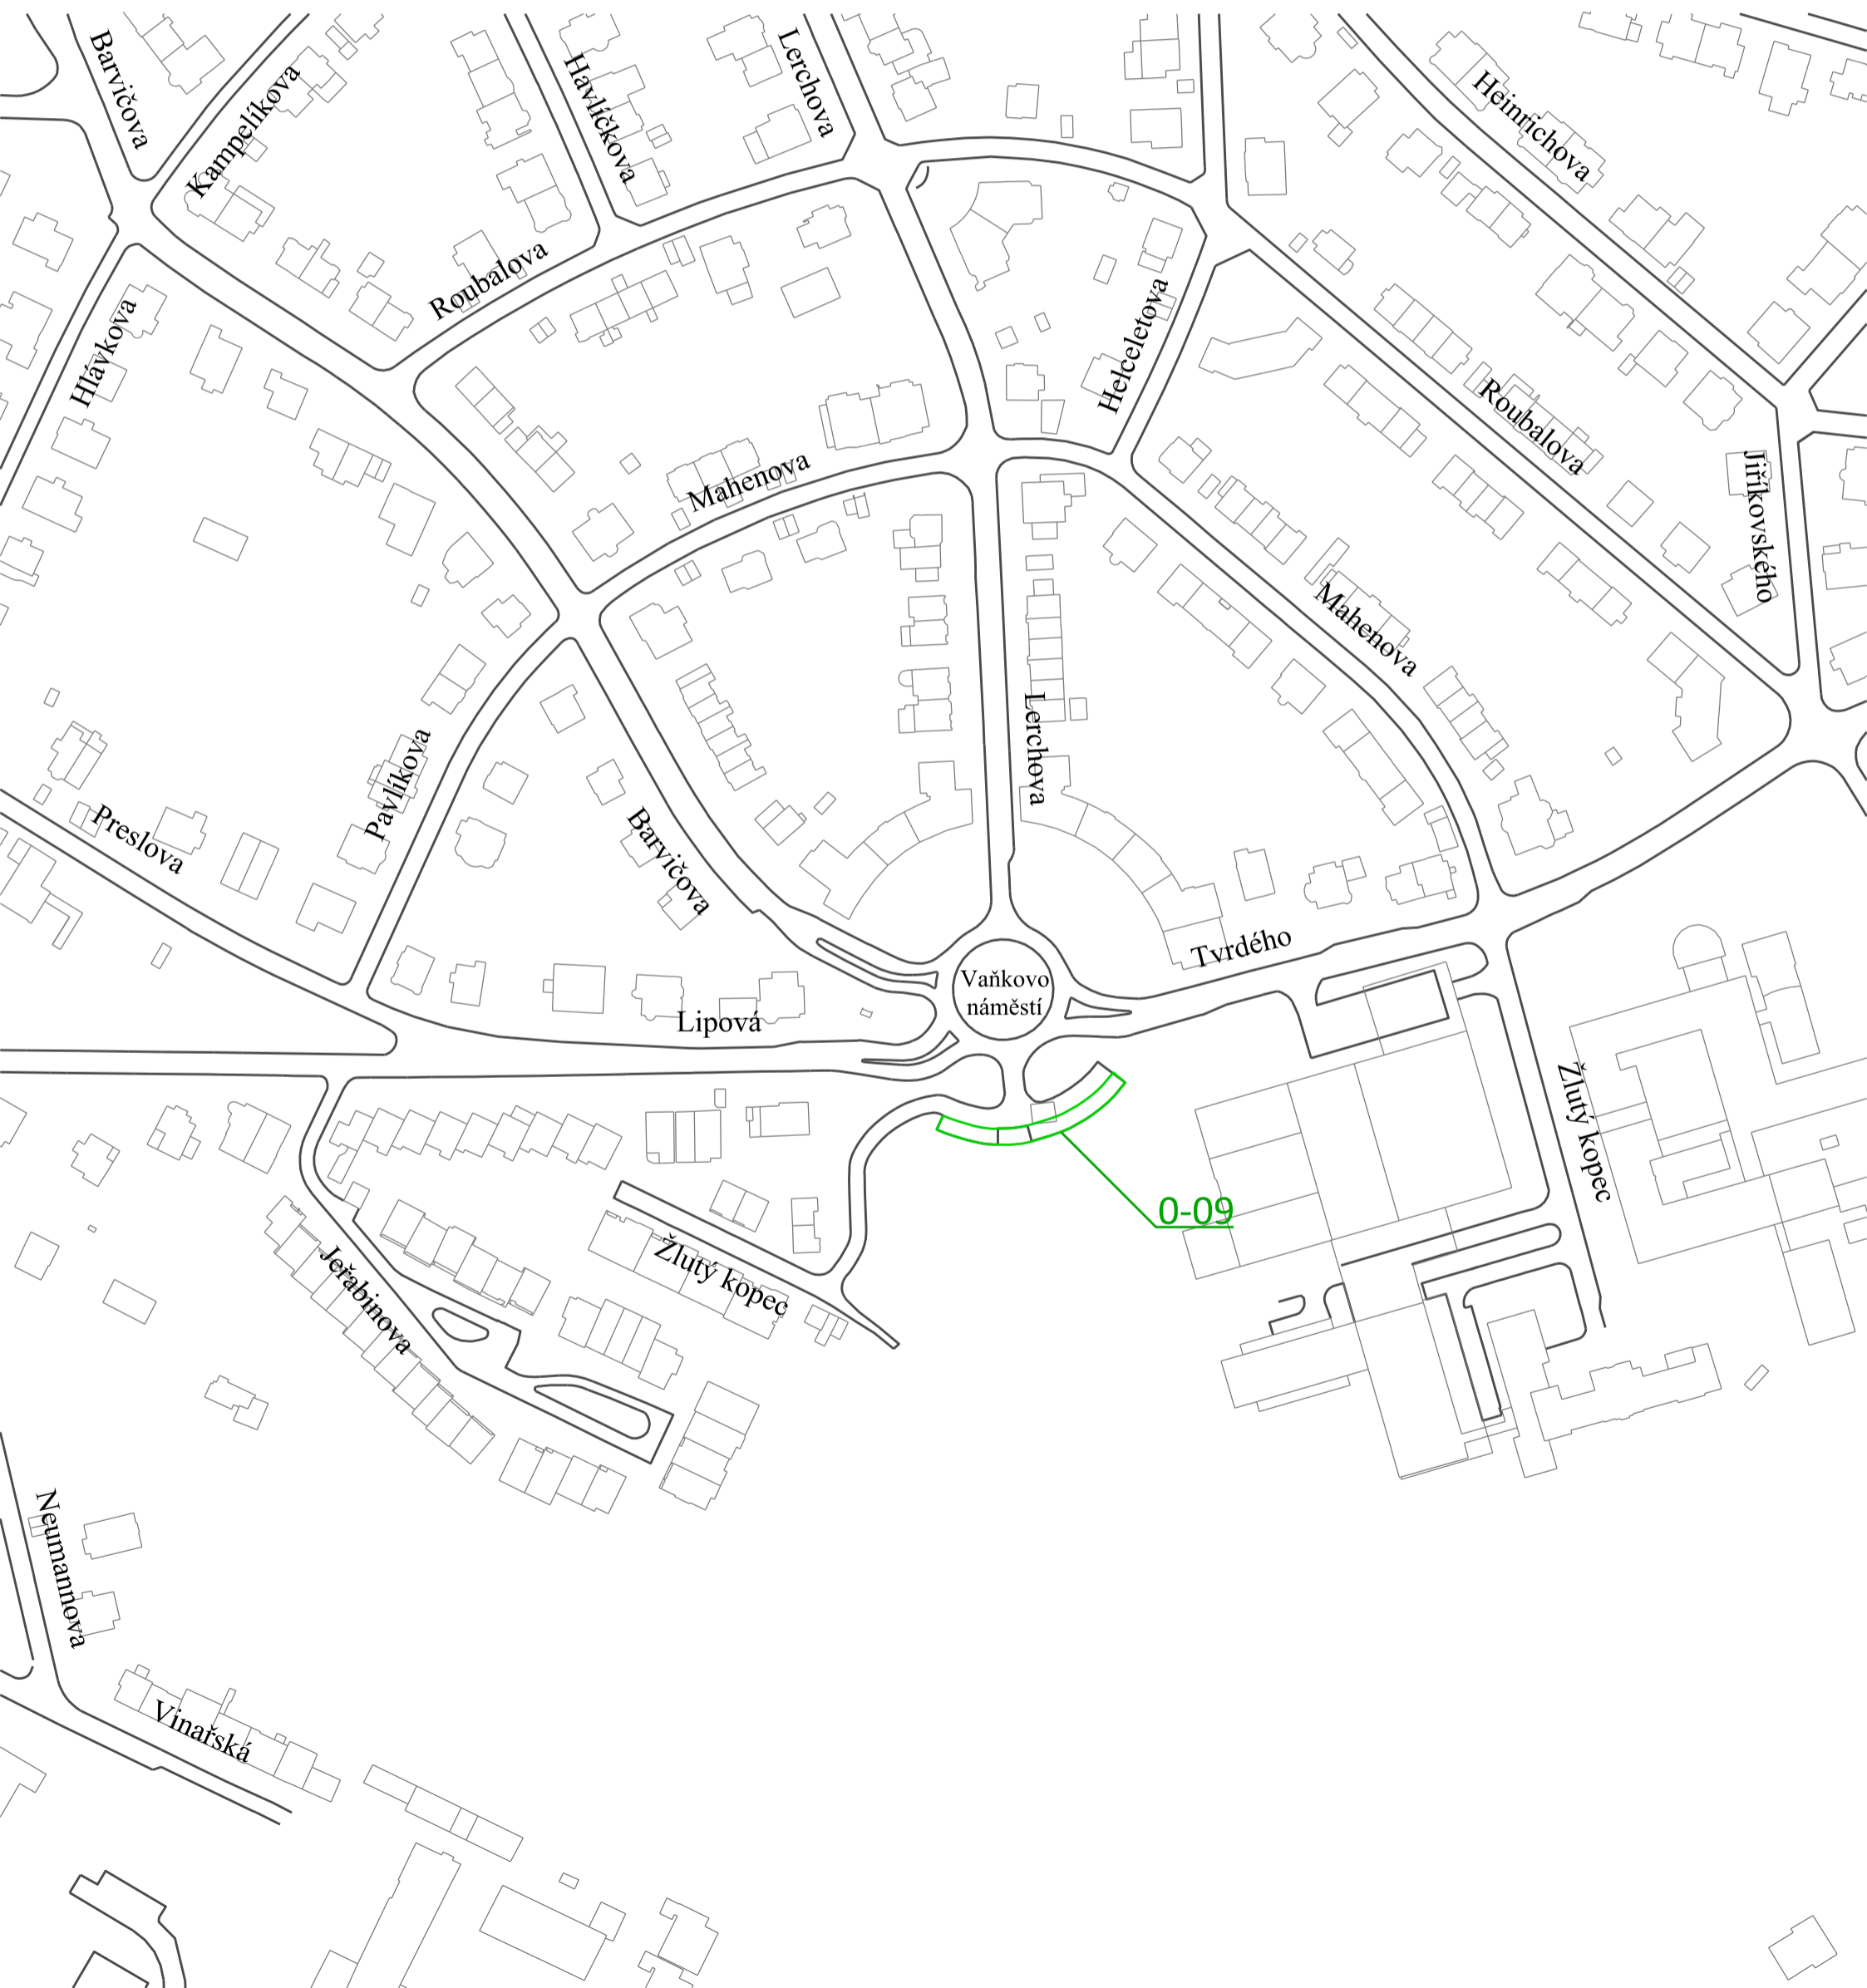 Barvičova
Kampelíkova
Havlíčkova
Lerchova
Heinrichova
Roubalova
Hlávkova
Helceletova
Roubalova
Mahenova
Jiříkovského
Mahenova
Lerchova
Pavlíkova
Preslova
Barvičova
Tvrdého
Vaňkovo
náměstí
Lipová
Žlutý kopec
0-09
Žlutý kopec
Jeřabinova
Neumannova
Vinařská